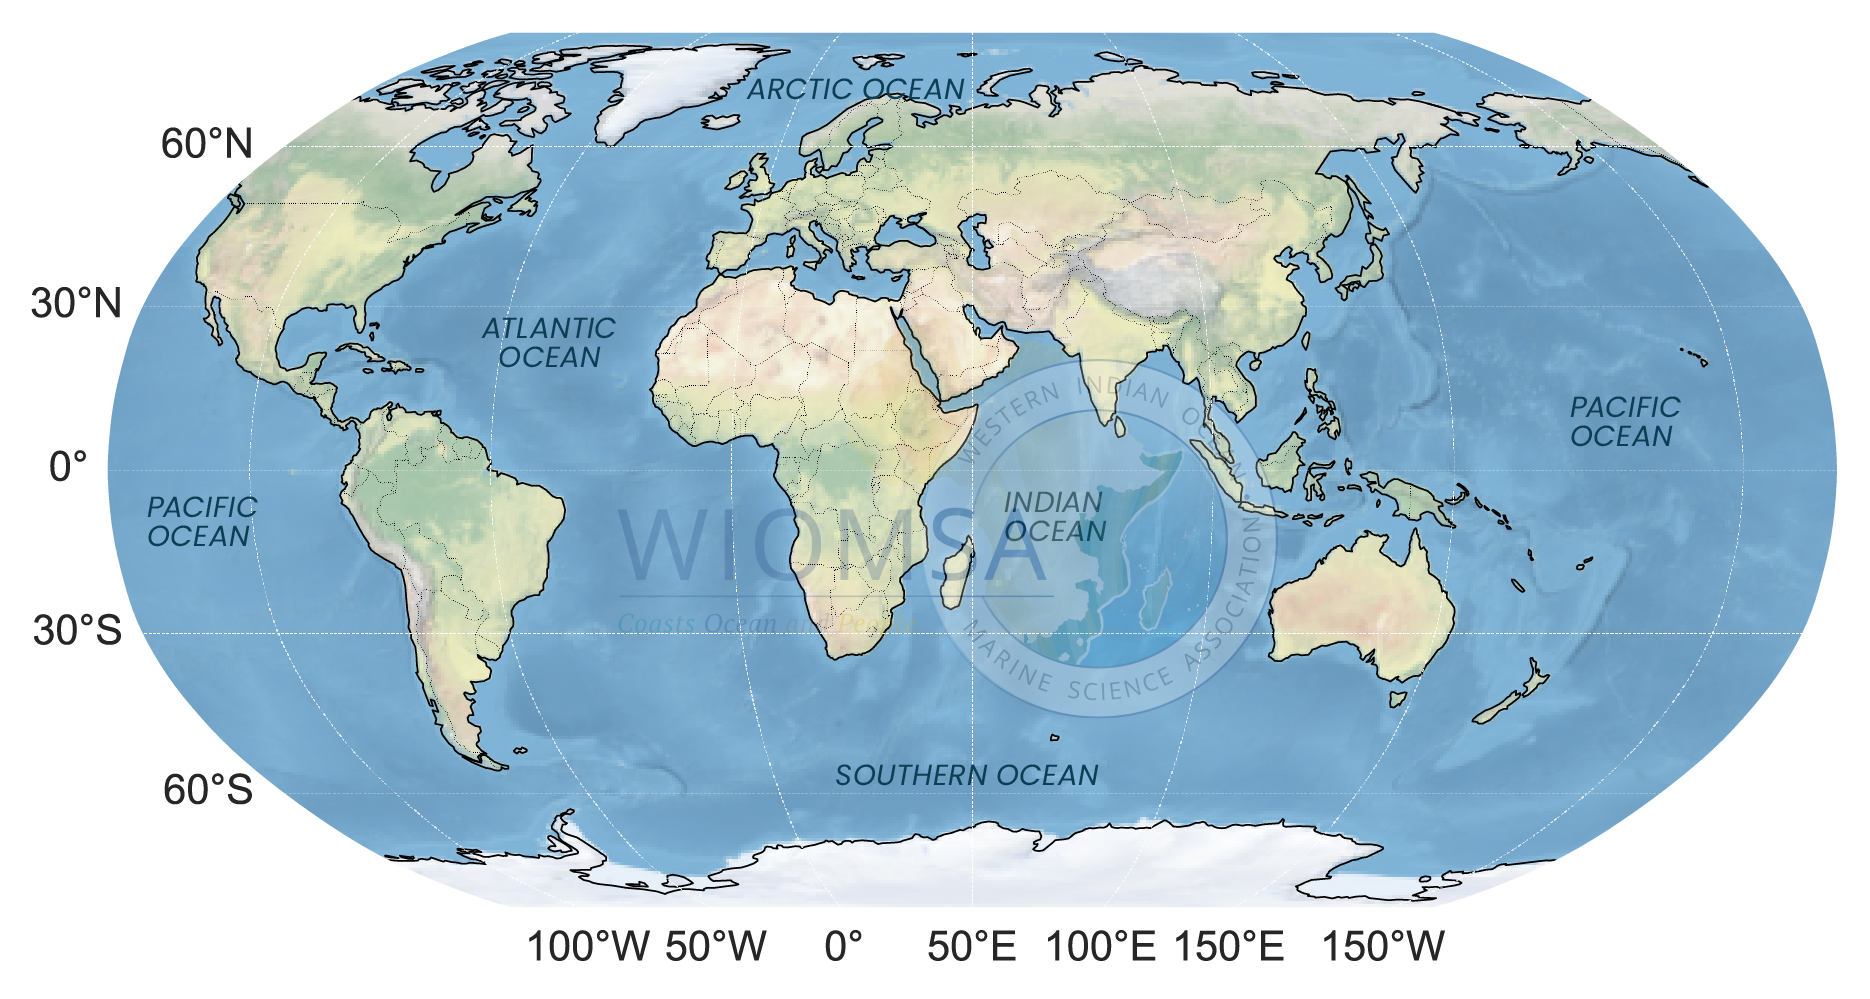 ARCTIC OCEAN
60°N
30°N
ATLANTIC
OCEAN
PACIFIC
OCEAN
0°
PACIFIC
OCEAN
INDIAN
OCEAN
WIOMSA
Coasts Ocean and People
WESTERN INDIAN OCEAN
MARINE SCIENCE ASSOCIATION
30°S
SOUTHERN OCEAN
60°S
100°W 50°W 0° 50°E 100°E 150°E 150°W